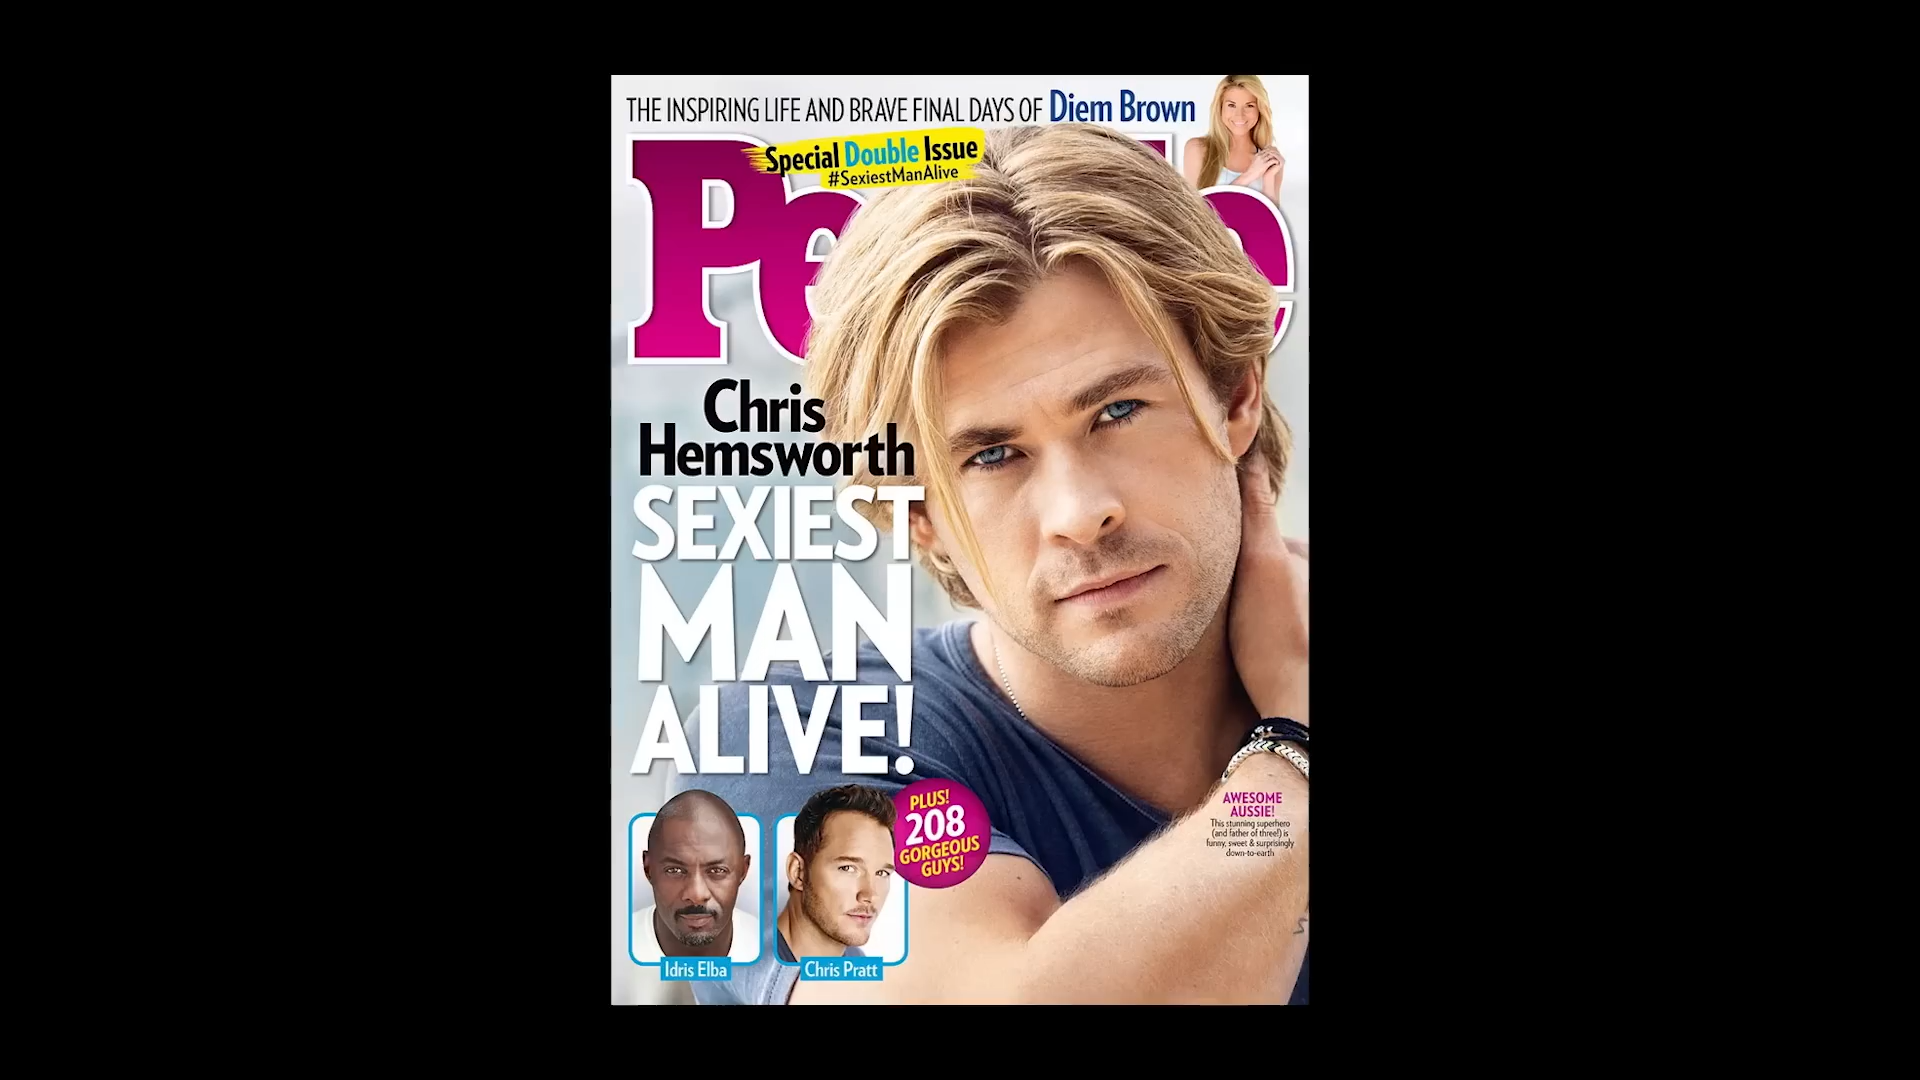 THE INSPIRING LIFE AND BRAVE FINAL DAYS OF Diem Brown
Special Double Issue
#SexiestManAlive
Pe e
Chris
Hemsworth
SEXIEST
MAN
ALIVE!
PLUS!
208
GORGEOUS
GUYS!
AWESOME
AUSSIE!
This stunning superhero
(and father of three!) is
funny, sweet & surprisingly
down-to-earth
Idris Elba
Chris Pratt